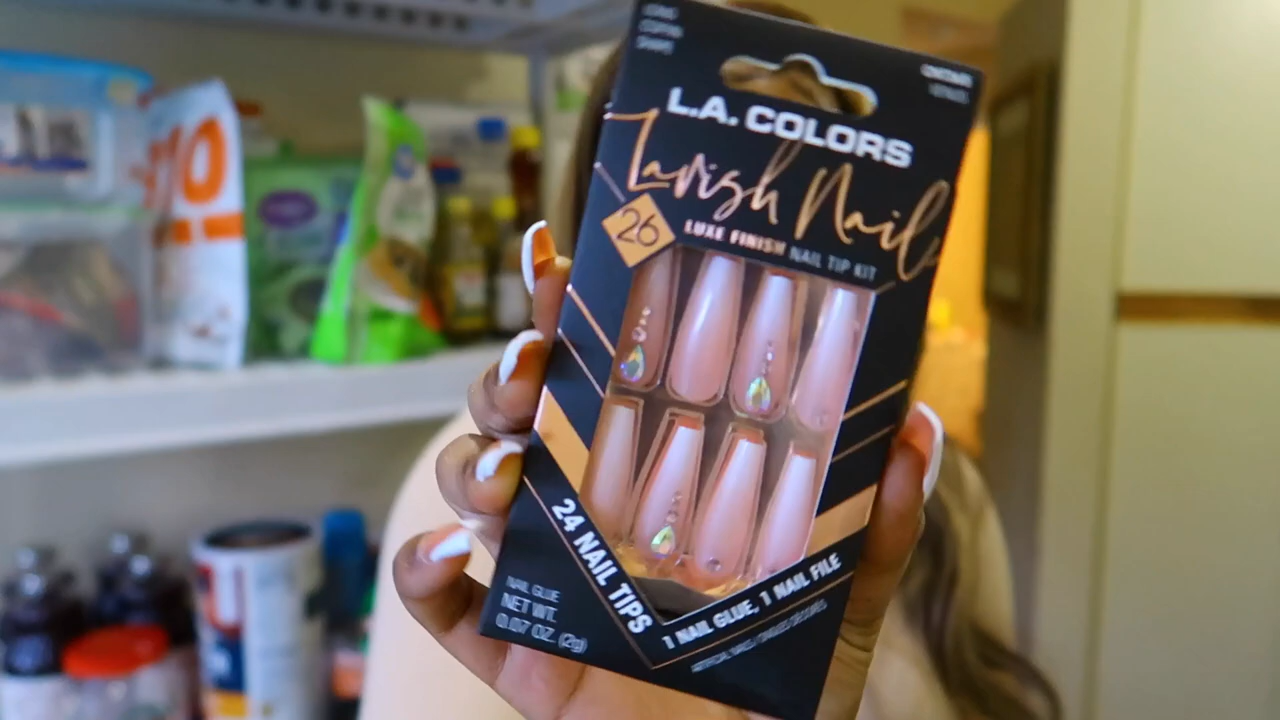 L.A. COLORS
Lavish Nails
26
LUXE FINISH NAIL TIP KIT
24 NAIL TIPS
1 NAIL GLUE, 1 NAIL FILE
NAIL GLUE
NET WT.
0.07 OZ. (2g)